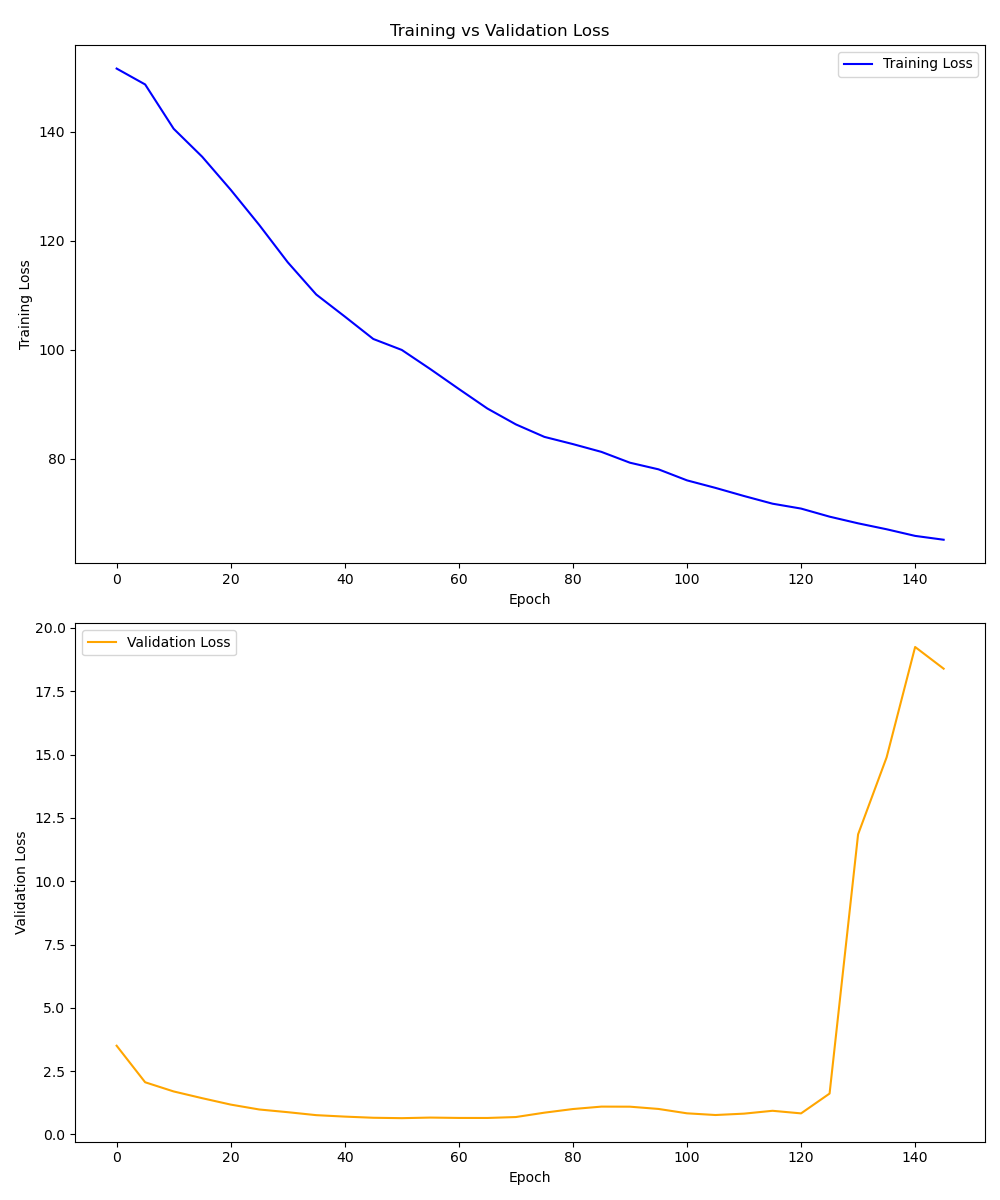 Training vs Validation Loss
Training Loss
140
120
100
80
Training Loss
0 20 40 60 80 100 120 140
Epoch
Validation Loss
20.0
17.5
15.0
12.5
10.0
7.5
5.0
2.5
0.0
Validation Loss
0 20 40 60 80 100 120 140
Epoch